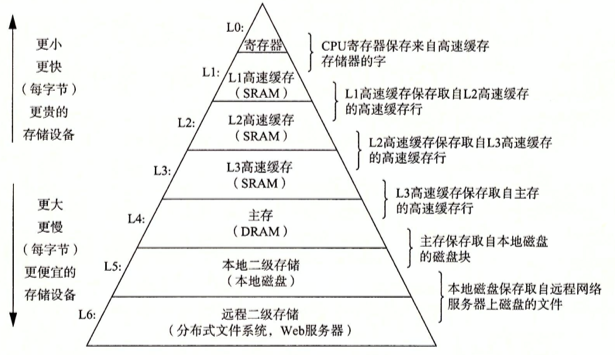 更小
更快
（每字节）
更贵的
存储设备
更大
更慢
（每字节）
更便宜的
存储设备
L0:
寄存器
CPU寄存器保存来自高速缓存
存储器的字
L1:
L1高速缓存
（SRAM）
L1高速缓存保存取自L2高速缓存
的高速缓存行
L2:
L2高速缓存
（SRAM）
L2高速缓存保存取自L3高速缓存
的高速缓存行
L3:
L3高速缓存
（SRAM）
L3高速缓存保存取自主存
的高速缓存行
L4:
主存
（DRAM）
主存保存取自本地磁盘
的磁盘块
L5:
本地二级存储
（本地磁盘）
本地磁盘保存取自远程网络
服务器上磁盘的文件
L6:
远程二级存储
（分布式文件系统，Web服务器）